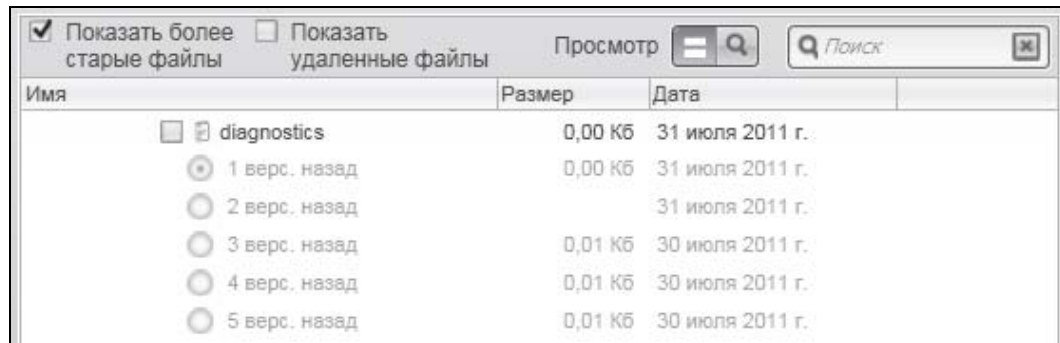 Показать более старые файлы
Показать удаленные файлы
Просмотр
Поиск
Имя Размер Дата
diagnostics 0,00 Кб 31 июля 2011 г.
1 верс. назад 0,00 Кб 31 июля 2011 г.
2 верс. назад 31 июля 2011 г.
3 верс. назад 0,01 Кб 30 июля 2011 г.
4 верс. назад 0,01 Кб 30 июля 2011 г.
5 верс. назад 0,01 Кб 30 июля 2011 г.